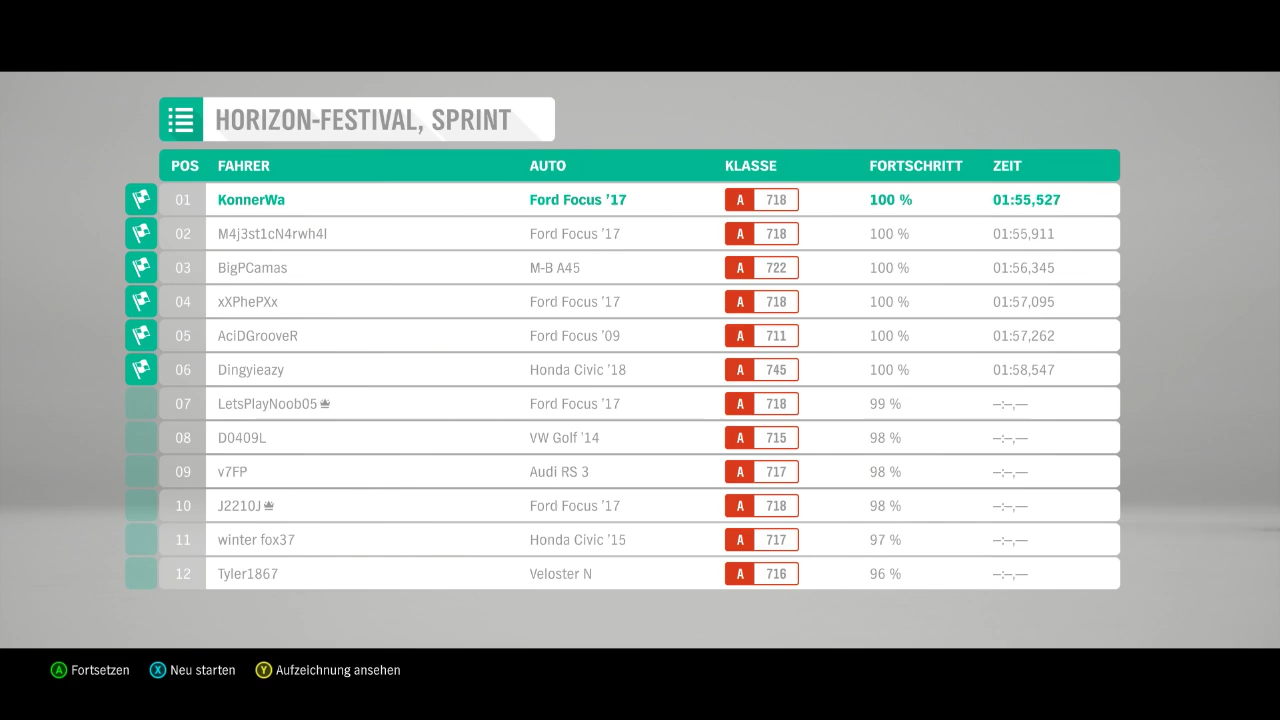 HORIZON-FESTIVAL, SPRINT
POS FAHRER AUTO KLASSE FORTSCHRITT ZEIT
01 KonnerWa Ford Focus ’17 A 718 100 % 01:55,527
02 M4j3st1cN4rwh4l Ford Focus ’17 A 718 100 % 01:55,911
03 BigPCamas M-B A45 A 722 100 % 01:56,345
04 xXPhePXx Ford Focus ’17 A 718 100 % 01:57,095
05 AciDGrooveR Ford Focus ’09 A 711 100 % 01:57,262
06 Dingyieazy Honda Civic ’18 A 745 100 % 01:58,547
07 LetsPlayNoob05 Ford Focus ’17 A 718 99 % –:–,––
08 D0409L VW Golf ’14 A 715 98 % –:–,––
09 v7FP Audi RS 3 A 717 98 % –:–,––
10 J2210J Ford Focus ’17 A 718 98 % –:–,––
11 winter fox37 Honda Civic ’15 A 717 97 % –:–,––
12 Tyler1867 Veloster N A 716 96 % –:–,––
A Fortsetzen X Neu starten Y Aufzeichnung ansehen